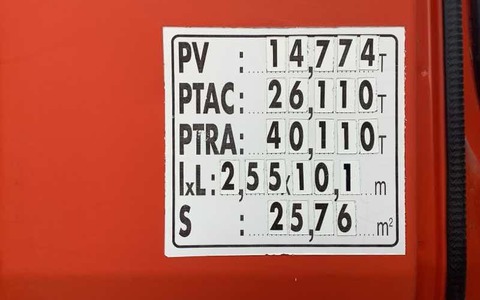 PV : 14,774 T
PTAC : 26,110 T
PTRA : 40,110 T
lxL : 2,55x10,1 m
S : 25,76 m²